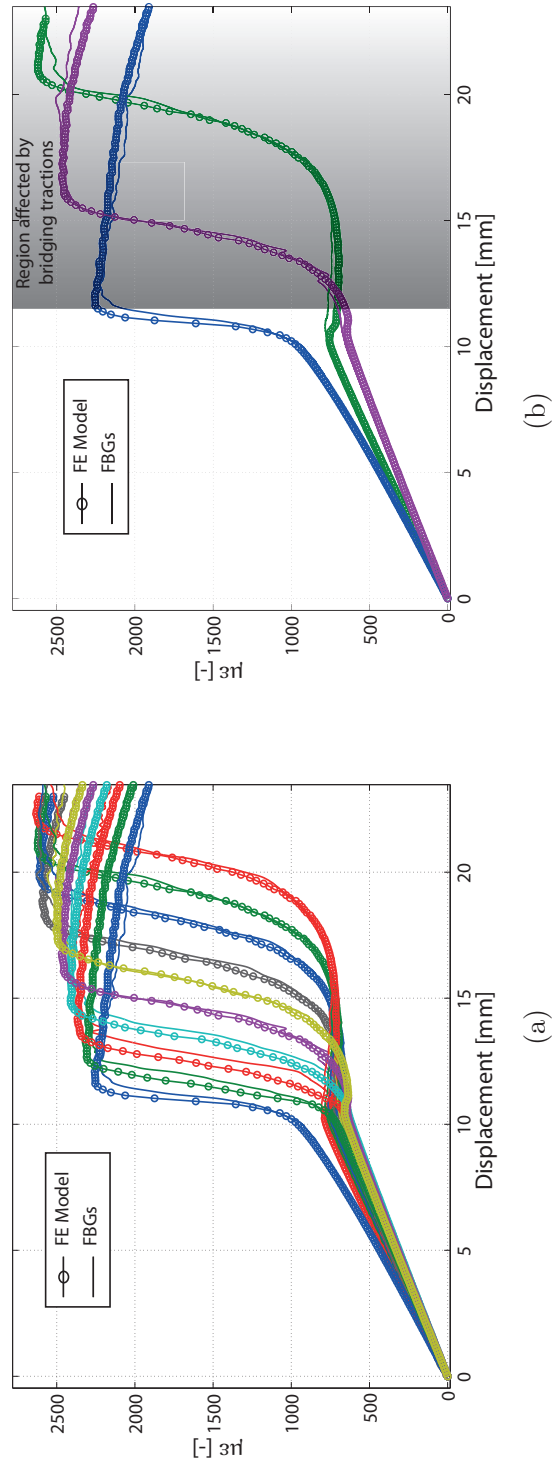 2500
2000
1500
1000
500
0
με [-]
FE Model
FBGs
0
5
10
15
20
Displacement [mm]
(a)
2500
2000
1500
1000
500
0
με [-]
Region affected by
bridging tractions
FE Model
FBGs
0
5
10
15
20
Displacement [mm]
(b)